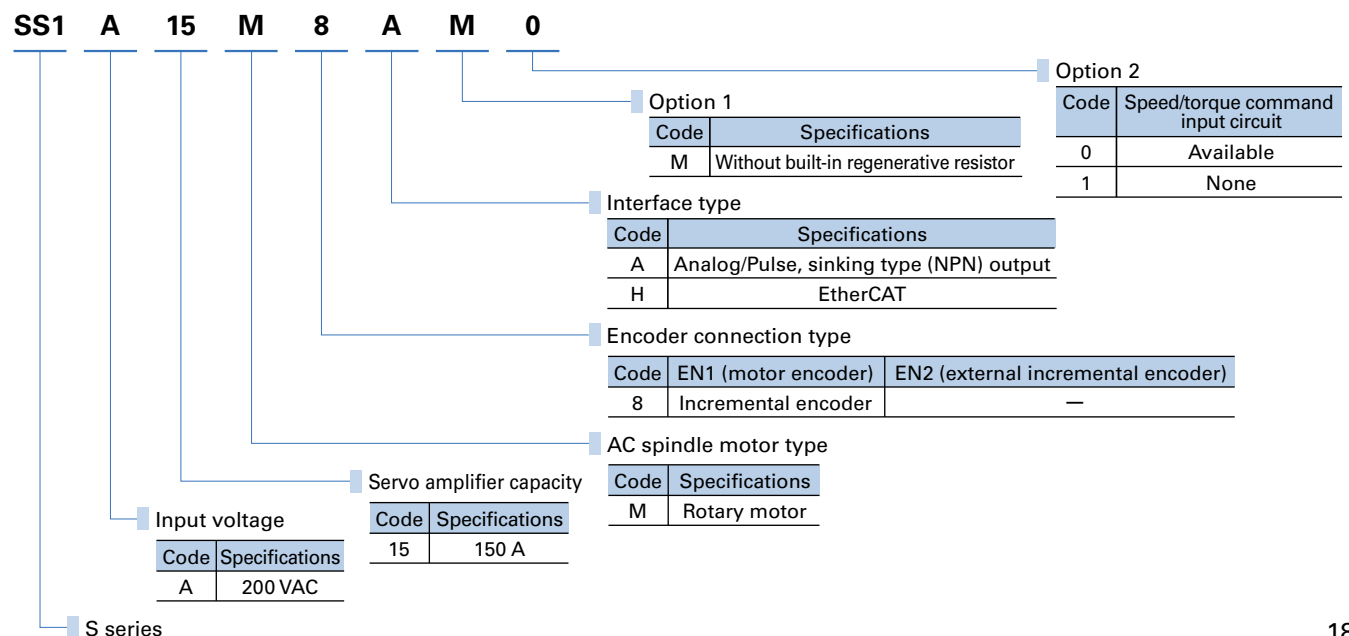 SS1 A 15 M 8 A M 0
Option 2
Code Speed/torque command
input circuit
0 Available
1 None
Option 1
Code Specifications
M Without built-in regenerative resistor
Interface type
Code Specifications
A Analog/Pulse, sinking type (NPN) output
H EtherCAT
Encoder connection type
Code EN1 (motor encoder) EN2 (external incremental encoder)
8 Incremental encoder —
AC spindle motor type
Code Specifications
M Rotary motor
Servo amplifier capacity
Code Specifications
15 150 A
Input voltage
Code Specifications
A 200 VAC
S series
18